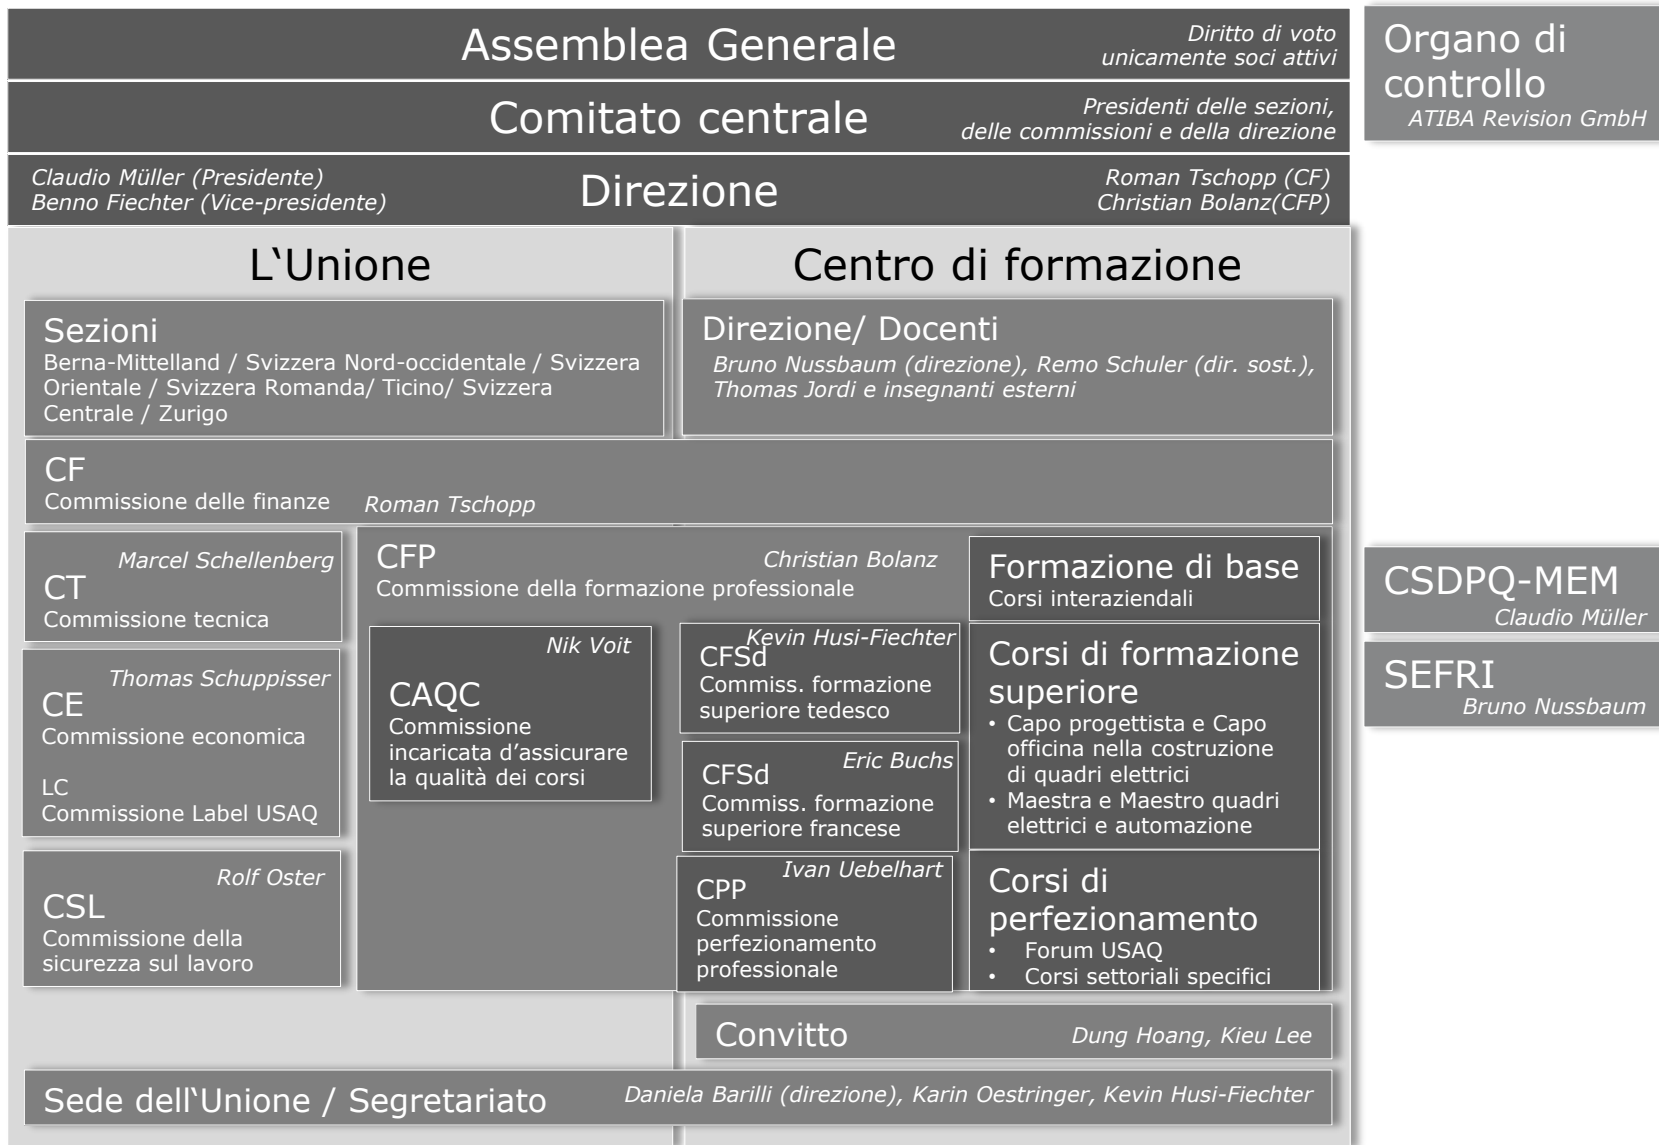 Assemblea Generale
Diritto di voto
unicamente soci attivi
Comitato centrale
Presidenti delle sezioni,
delle commissioni e della direzione
Claudio Müller (Presidente)
Benno Fiechter (Vice-presidente)
Direzione
Roman Tschopp (CF)
Christian Bolanz(CFP)
Organo di
controllo
ATIBA Revision GmbH
L‘Unione
Centro di formazione
Sezioni
Berna-Mittelland / Svizzera Nord-occidentale / Svizzera
Orientale / Svizzera Romanda/ Ticino/ Svizzera
Centrale / Zurigo
Direzione/ Docenti
Bruno Nussbaum (direzione), Remo Schuler (dir. sost.),
Thomas Jordi e insegnanti esterni
CF
Commissione delle finanze
Roman Tschopp
Marcel Schellenberg
CT
Commissione tecnica
Thomas Schuppisser
CE
Commissione economica
LC
Commissione Label USAQ
Rolf Oster
CSL
Commissione della
sicurezza sul lavoro
CFP
Christian Bolanz
Commissione della formazione professionale
Nik Voit
CAQC
Commissione
incaricata d’assicurare
la qualità dei corsi
Kevin Husi-Fiechter
CFSd
Commiss. formazione
superiore tedesco
Eric Buchs
CFSd
Commiss. formazione
superiore francese
Ivan Uebelhart
CPP
Commissione
perfezionamento
professionale
Formazione di base
Corsi interaziendali
Corsi di formazione
superiore
• Capo progettista e Capo
officina nella costruzione
di quadri elettrici
• Maestra e Maestro quadri
elettrici e automazione
Corsi di
perfezionamento
• Forum USAQ
• Corsi settoriali specifici
CSDPQ-MEM
Claudio Müller
SEFRI
Bruno Nussbaum
Convitto
Dung Hoang, Kieu Lee
Sede dell‘Unione / Segretariato
Daniela Barilli (direzione), Karin Oestringer, Kevin Husi-Fiechter